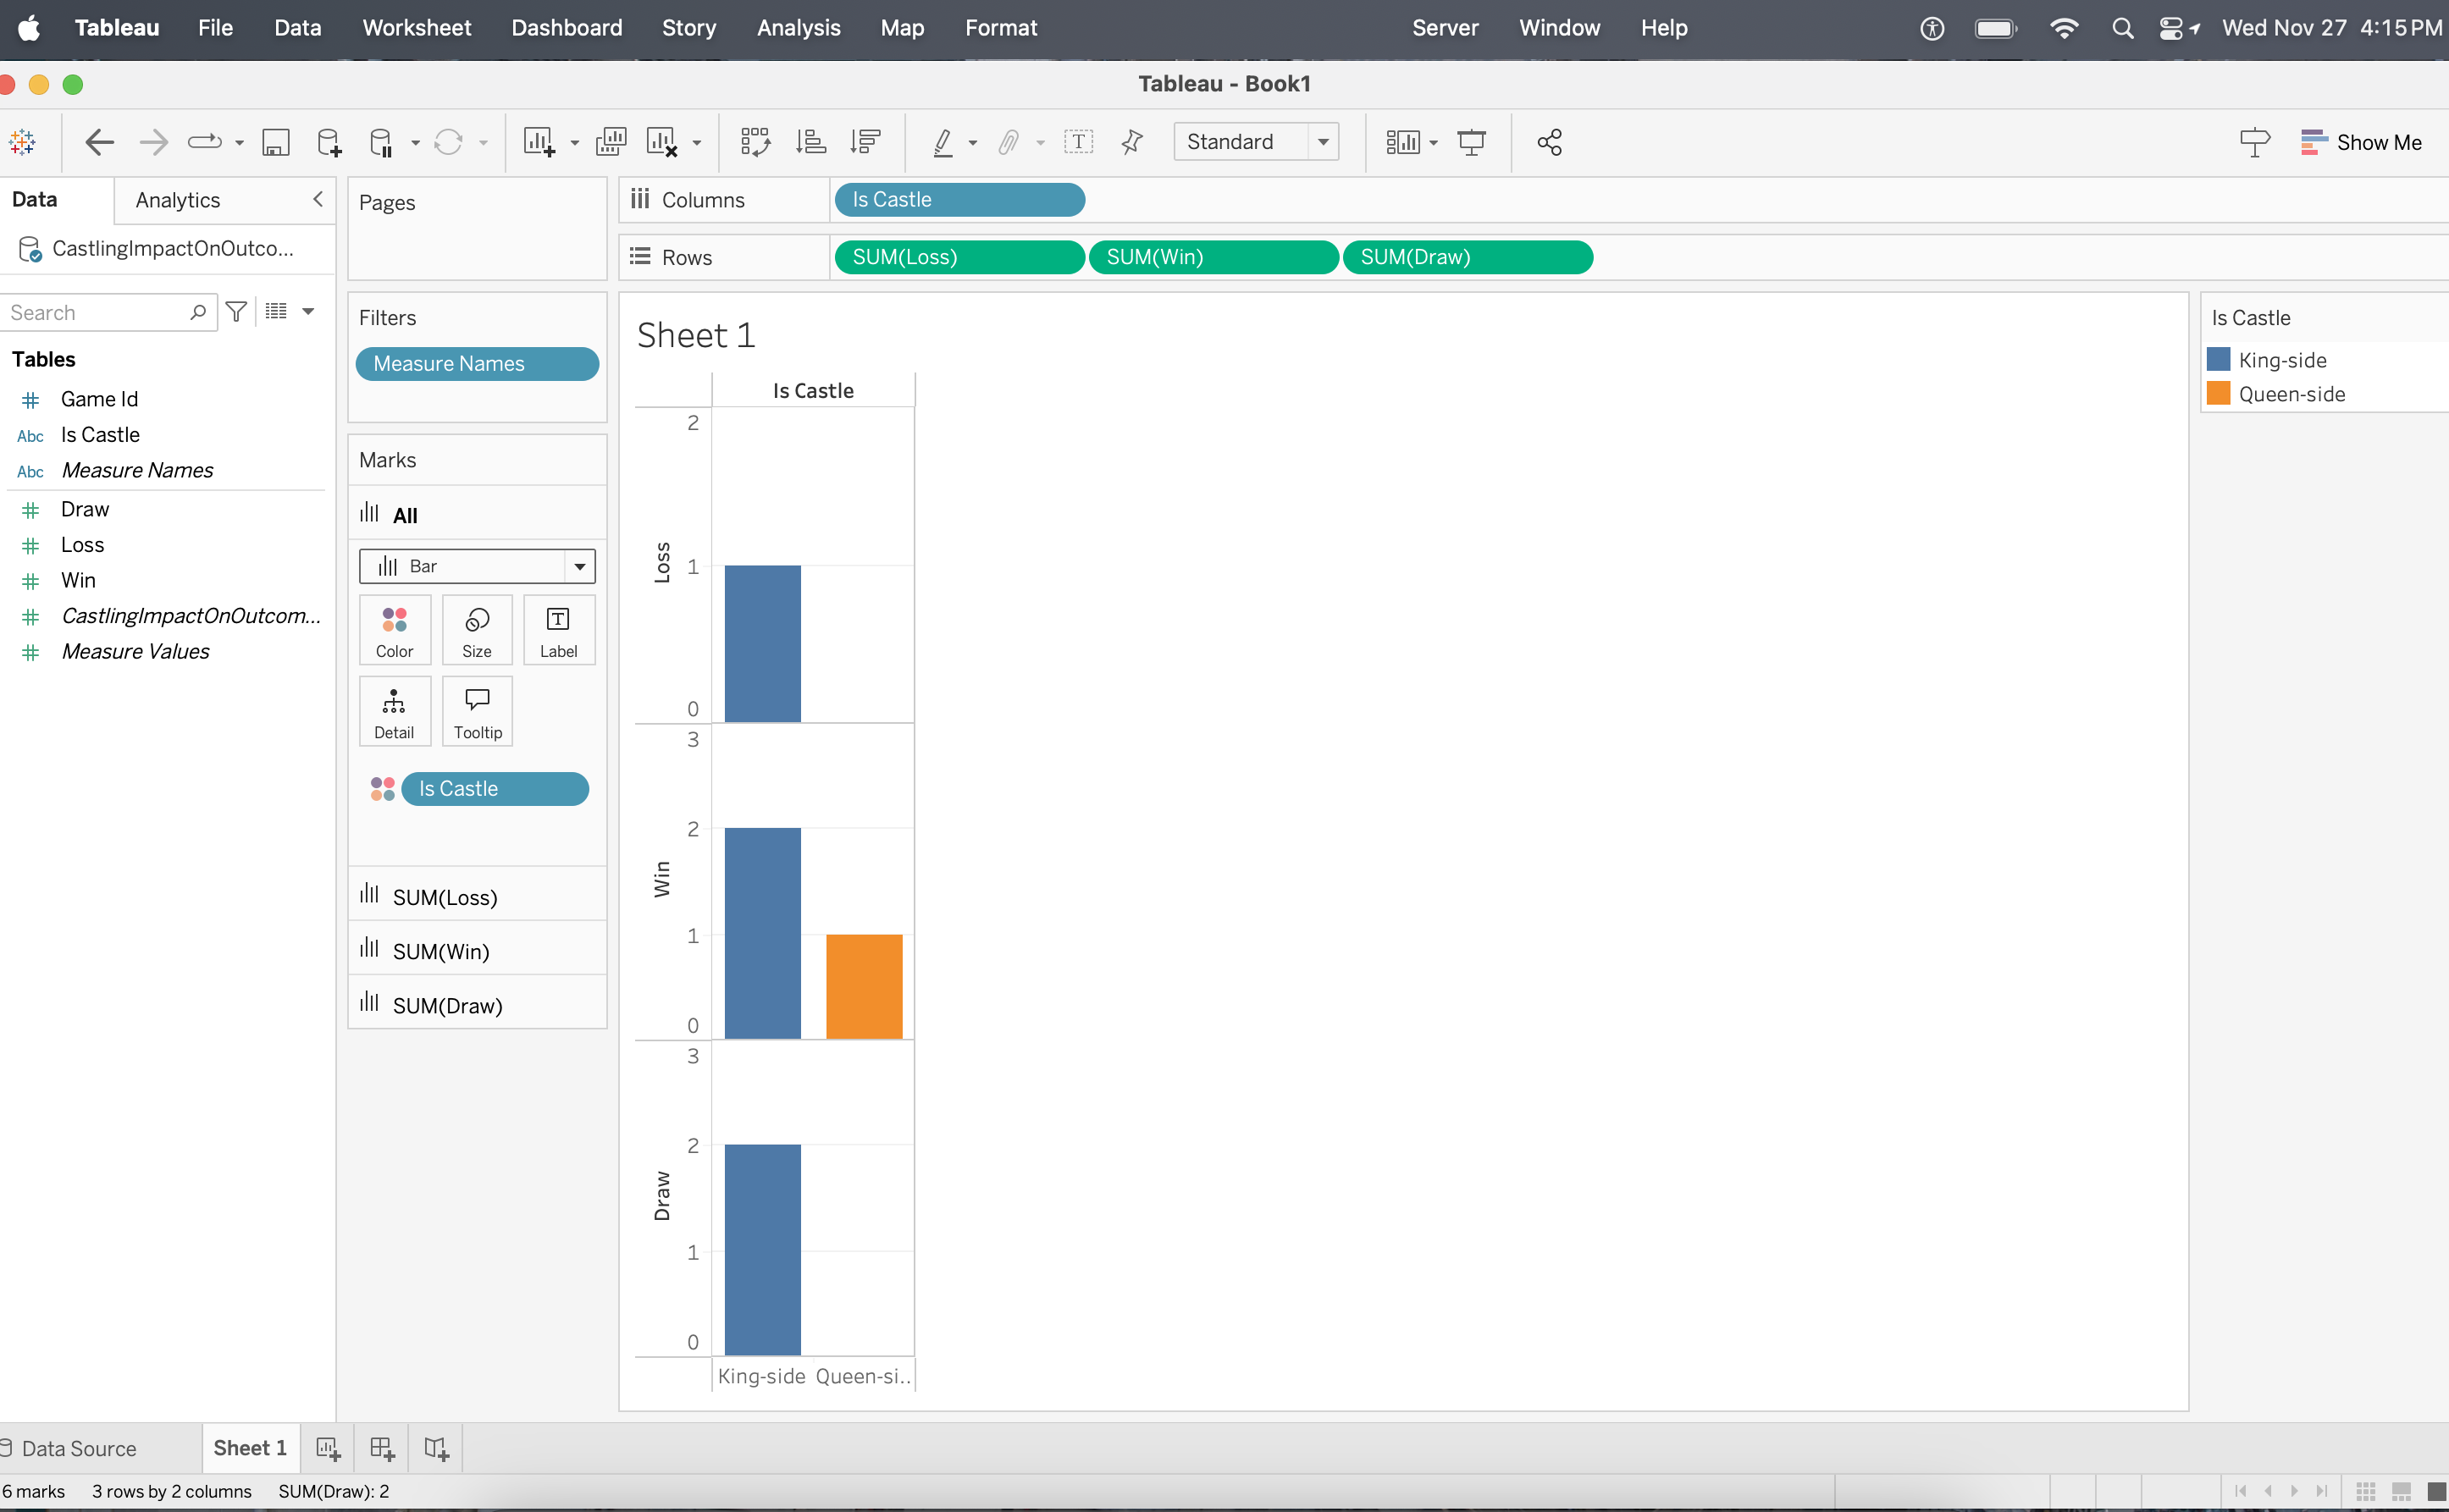 Tableau File Data Worksheet Dashboard Story Analysis Map Format Server Window Help Wed Nov 27 4:15 PM
Tableau - Book1
Standard Show Me
Data Analytics
CastlingImpactOnOutco...
Search
Tables
# Game Id
Abc Is Castle
Abc Measure Names
# Draw
# Loss
# Win
# CastlingImpactOnOutcom...
# Measure Values
Pages
Filters
Measure Names
Marks
All
Bar
Color Size Label
Detail Tooltip
Is Castle
SUM(Loss)
SUM(Win)
SUM(Draw)
Columns Is Castle
Rows SUM(Loss) SUM(Win) SUM(Draw)
Sheet 1
Is Castle
2
1
0
Loss
3
2
1
0
Win
3
2
1
0
Draw
King-side Queen-si..
Is Castle
King-side
Queen-side
Data Source Sheet 1
6 marks 3 rows by 2 columns SUM(Draw): 2